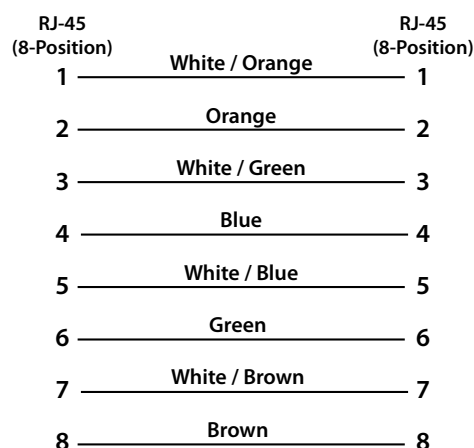 RJ-45 RJ-45
(8-Position) (8-Position)
1 White / Orange 1
2 Orange 2
3 White / Green 3
4 Blue 4
5 White / Blue 5
6 Green 6
7 White / Brown 7
8 Brown 8